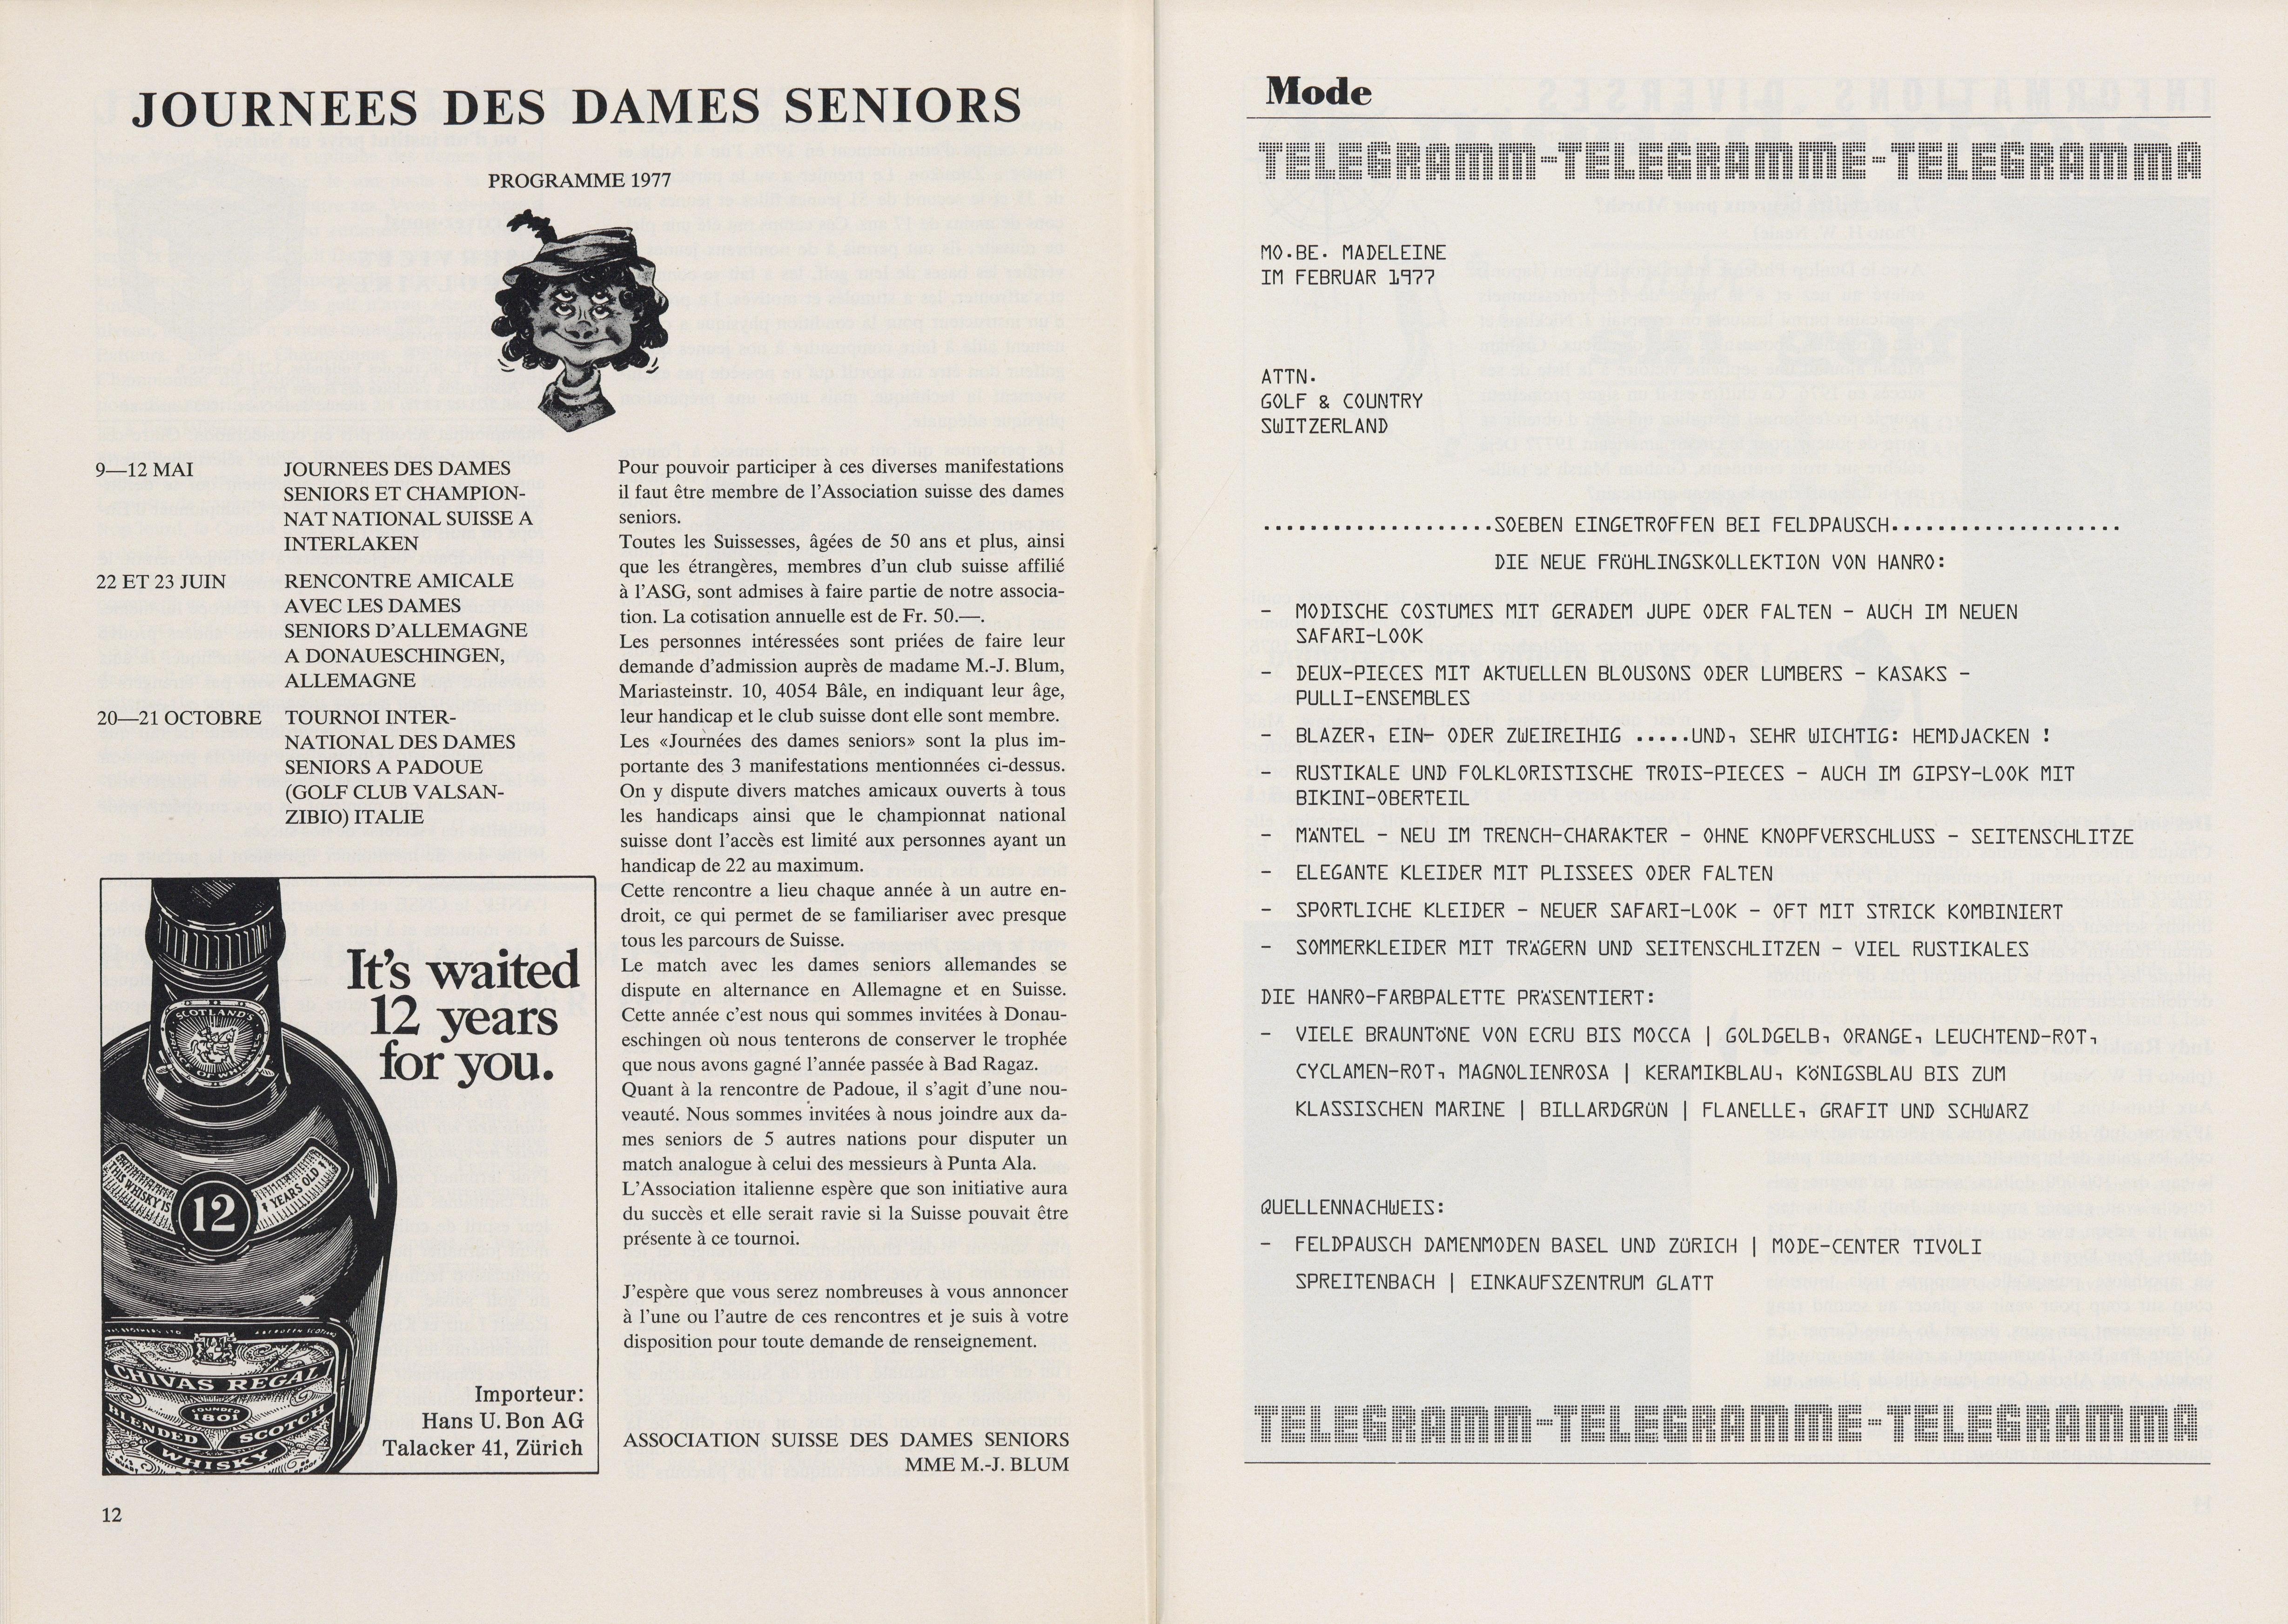 JOURNEES DES DAMES SENIORS
PROGRAMME 1977
9—12 MAI
JOURNEES DES DAMES
SENIORS ET CHAMPION-
NAT NATIONAL SUISSE A
INTERLAKEN
22 ET 23 JUIN
RENCONTRE AMICALE
AVEC LES DAMES
SENIORS D'ALLEMAGNE
A DONAUESCHINGEN,
ALLEMAGNE
20—21 OCTOBRE
TOURNOI INTER-
NATIONAL DES DAMES
SENIORS A PADOUE
(GOLF CLUB VALSAN-
ZIBIO) ITALIE
It's waited
12 years
for you.
SCOTLAND'S
PRINCE OF WHISKIES
THIS WHISKY IS
12
YEARS OLD
CHIVAS REGAL
FOUNDED
1801
BLENDED SCOTCH
WHISKY
Importeur:
Hans U. Bon AG
Talacker 41, Zürich
12
Pour pouvoir participer à ces diverses manifestations
il faut être membre de l'Association suisse des dames
seniors.
Toutes les Suissesses, âgées de 50 ans et plus, ainsi
que les étrangères, membres d'un club suisse affilié
à l'ASG, sont admises à faire partie de notre associa-
tion. La cotisation annuelle est de Fr. 50.—.
Les personnes intéressées sont priées de faire leur
demande d'admission auprès de madame M.-J. Blum,
Mariasteinstr. 10, 4054 Bâle, en indiquant leur âge,
leur handicap et le club suisse dont elle sont membre.
Les «Journées des dames seniors» sont la plus im-
portante des 3 manifestations mentionnées ci-dessus.
On y dispute divers matches amicaux ouverts à tous
les handicaps ainsi que le championnat national
suisse dont l'accès est limité aux personnes ayant un
handicap de 22 au maximum.
Cette rencontre a lieu chaque année à un autre en-
droit, ce qui permet de se familiariser avec presque
tous les parcours de Suisse.
Le match avec les dames seniors allemandes se
dispute en alternance en Allemagne et en Suisse.
Cette année c'est nous qui sommes invitées à Donau-
eschingen où nous tenterons de conserver le trophée
que nous avons gagné l'année passée à Bad Ragaz.
Quant à la rencontre de Padoue, il s'agit d'une nou-
veauté. Nous sommes invitées à nous joindre aux da-
mes seniors de 5 autres nations pour disputer un
match analogue à celui des messieurs à Punta Ala.
L'Association italienne espère que son initiative aura
du succès et elle serait ravie si la Suisse pouvait être
présente à ce tournoi.
J'espère que vous serez nombreuses à vous annoncer
à l'une ou l'autre de ces rencontres et je suis à votre
disposition pour toute demande de renseignement.
ASSOCIATION SUISSE DES DAMES SENIORS
MME M.-J. BLUM
Mode
TELEGRAMM-TELEGRAMME-TELEGRAMMA
MO.BE. MADELEINE
IM FEBRUAR 1977
ATTN.
GOLF & COUNTRY
SWITZERLAND
....................SOEBEN EINGETROFFEN BEI FELDPAUSCH....................
DIE NEUE FRÜHLINGSKOLLEKTION VON HANRO:
- MODISCHE COSTUMES MIT GERADEM JUPE ODER FALTEN - AUCH IM NEUEN
SAFARI-LOOK
- DEUX-PIECES MIT AKTUELLEN BLOUSONS ODER LUMBERS - KASAKS -
PULLI-ENSEMBLES
- BLAZER, EIN- ODER ZWEIREIHIG .....UND, SEHR WICHTIG: HEMDJACKEN !
- RUSTIKALE UND FOLKLORISTISCHE TROIS-PIECES - AUCH IM GIPSY-LOOK MIT
BIKINI-OBERTEIL
- MÄNTEL - NEU IM TRENCH-CHARAKTER - OHNE KNOPFVERSCHLUSS - SEITENSCHLITZE
- ELEGANTE KLEIDER MIT PLISSEES ODER FALTEN
- SPORTLICHE KLEIDER - NEUER SAFARI-LOOK - OFT MIT STRICK KOMBINIERT
- SOMMERKLEIDER MIT TRÄGERN UND SEITENSCHLITZEN - VIEL RUSTIKALES
DIE HANRO-FARBPALETTE PRÄSENTIERT:
- VIELE BRAUNTÖNE VON ECRU BIS MOCCA | GOLDGELB, ORANGE, LEUCHTEND-ROT,
CYCLAMEN-ROT, MAGNOLIENROSA | KERAMIKBLAU, KÖNIGSBLAU BIS ZUM
KLASSISCHEN MARINE | BILLARDGRÜN | FLANELLE, GRAFIT UND SCHWARZ
QUELLENNACHWEIS:
- FELDPAUSCH DAMENMODEN BASEL UND ZÜRICH | MODE-CENTER TIVOLI
SPREITENBACH | EINKAUFSZENTRUM GLATT
TELEGRAMM-TELEGRAMME-TELEGRAMMA